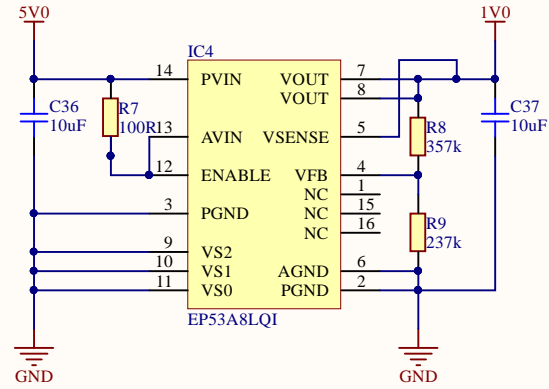 5V0
1V0
IC4
14 PVIN VOUT 7
VOUT 8
C36
10uF
R7
100R
C37
10uF
13 AVIN VSENSE 5
R8
357k
12 ENABLE VFB 4
NC 1
3 PGND NC 15
NC 16
R9
237k
9 VS2
10 VS1 AGND 6
11 VS0 PGND 2
EP53A8LQI
GND
GND